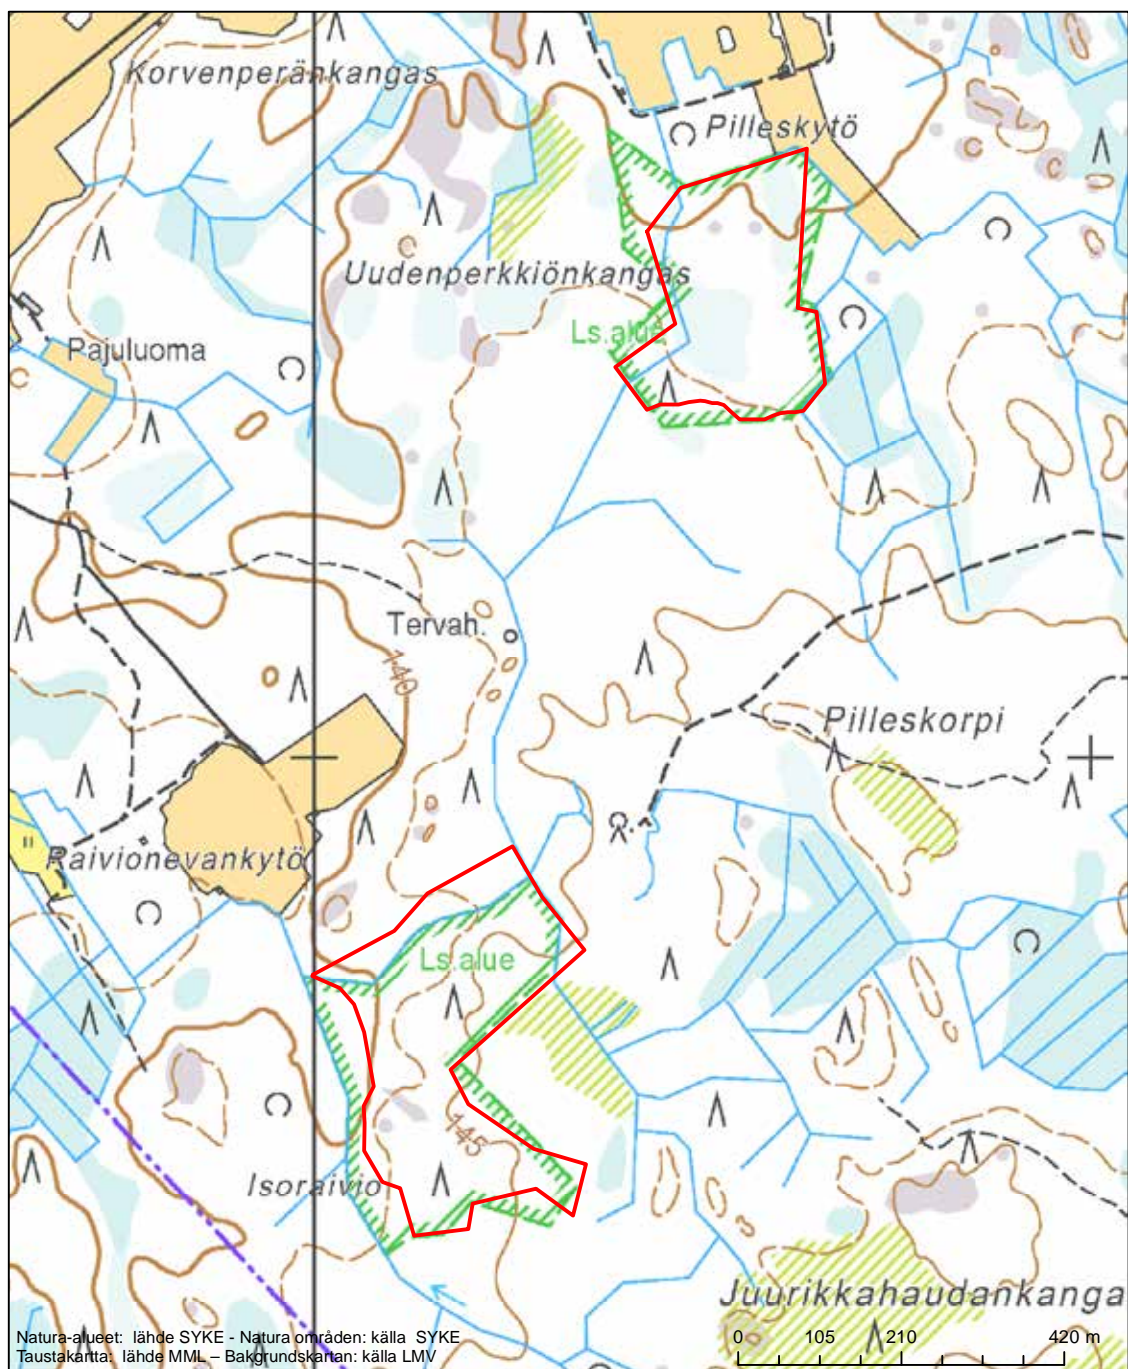 Korvenperänkangas
Pilleskytö
Uudenperkkiönkangas
Ls.alue
Pajuluoma
Tervah.
140
Pilleskorpi
Raivionevankytö
Ls.alue
145
Isoraivio
Juurikkahaudankanga
Natura-alueet: lähde SYKE - Natura områden: källa SYKE
Taustakartta: lähde MML – Bakgrundskartan: källa LMV
0 105 210 420 m